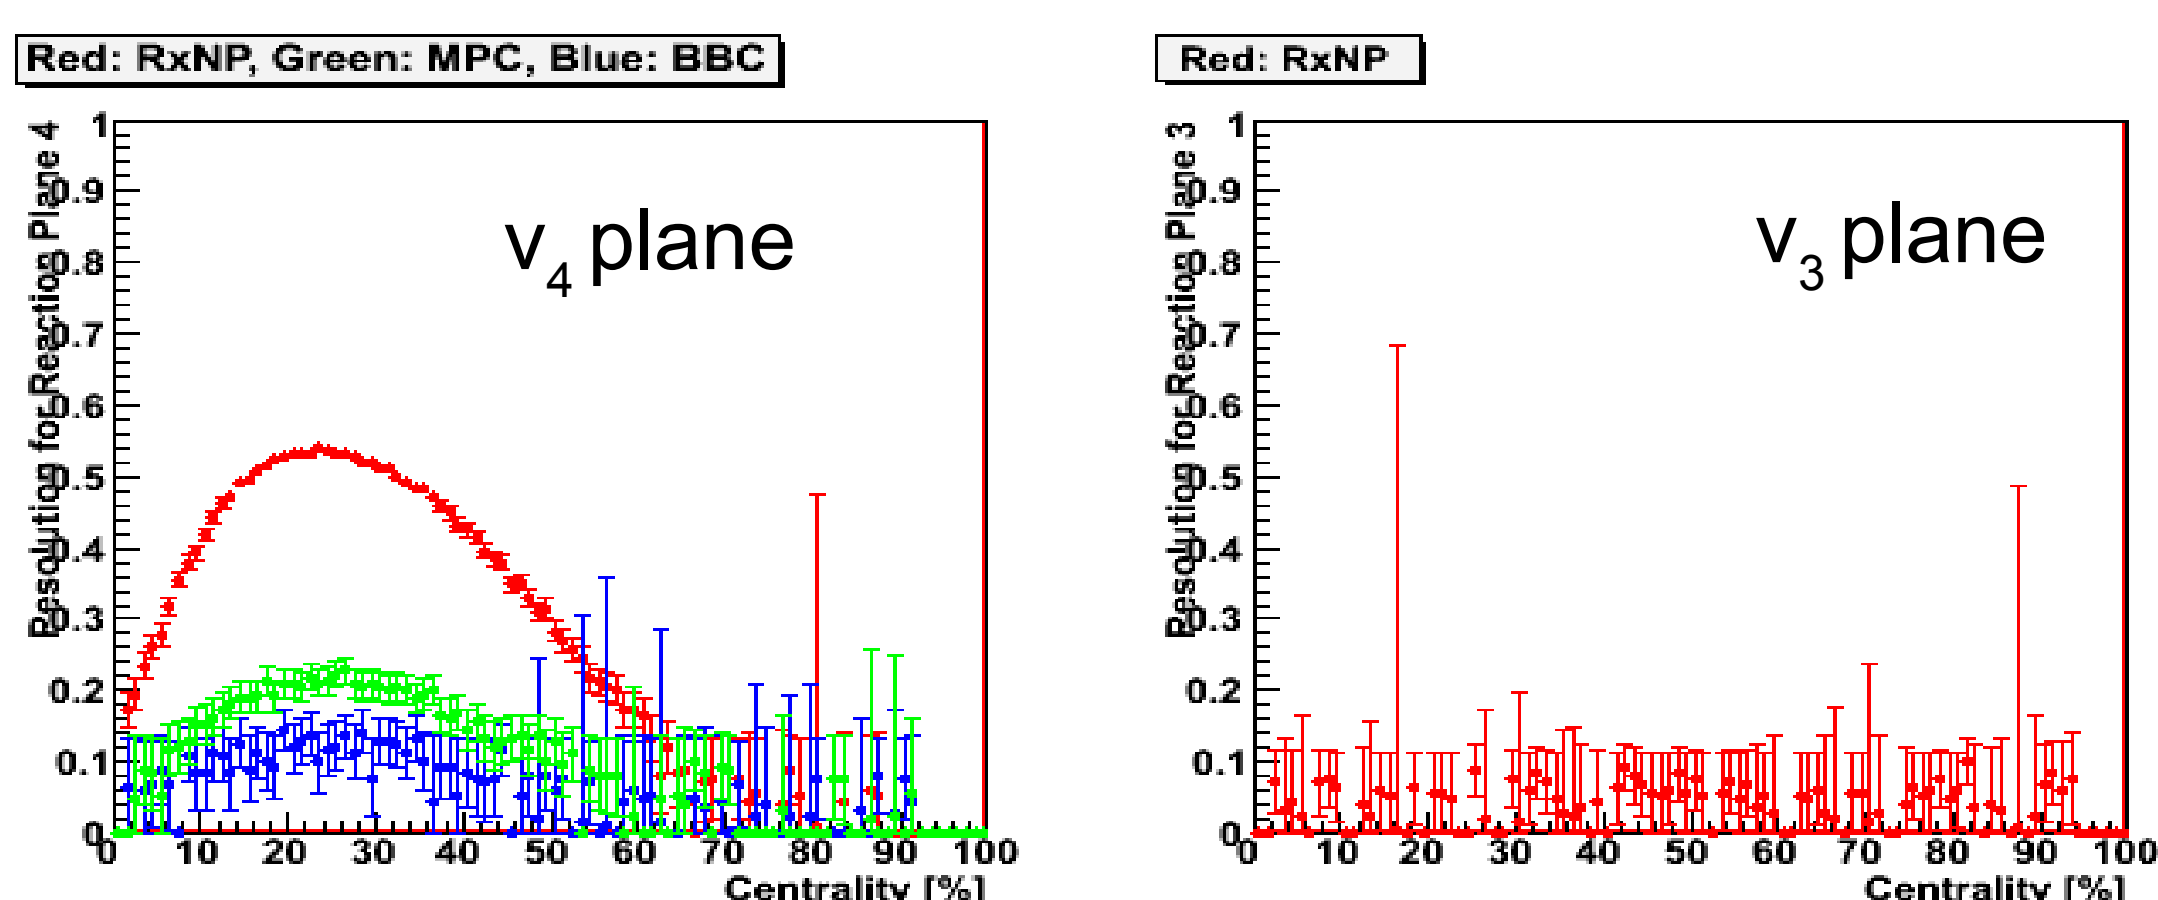 Red: RxNP, Green: MPC, Blue: BBC
Resolution for Reaction Plane 4
v4 plane
1
0.9
0.8
0.7
0.6
0.5
0.4
0.3
0.2
0.1
0
0 10 20 30 40 50 60 70 80 90 100
Centrality [%]
Red: RxNP
Resolution for Reaction Plane 3
v3 plane
1
0.9
0.8
0.7
0.6
0.5
0.4
0.3
0.2
0.1
0
0 10 20 30 40 50 60 70 80 90 100
Centrality [%]